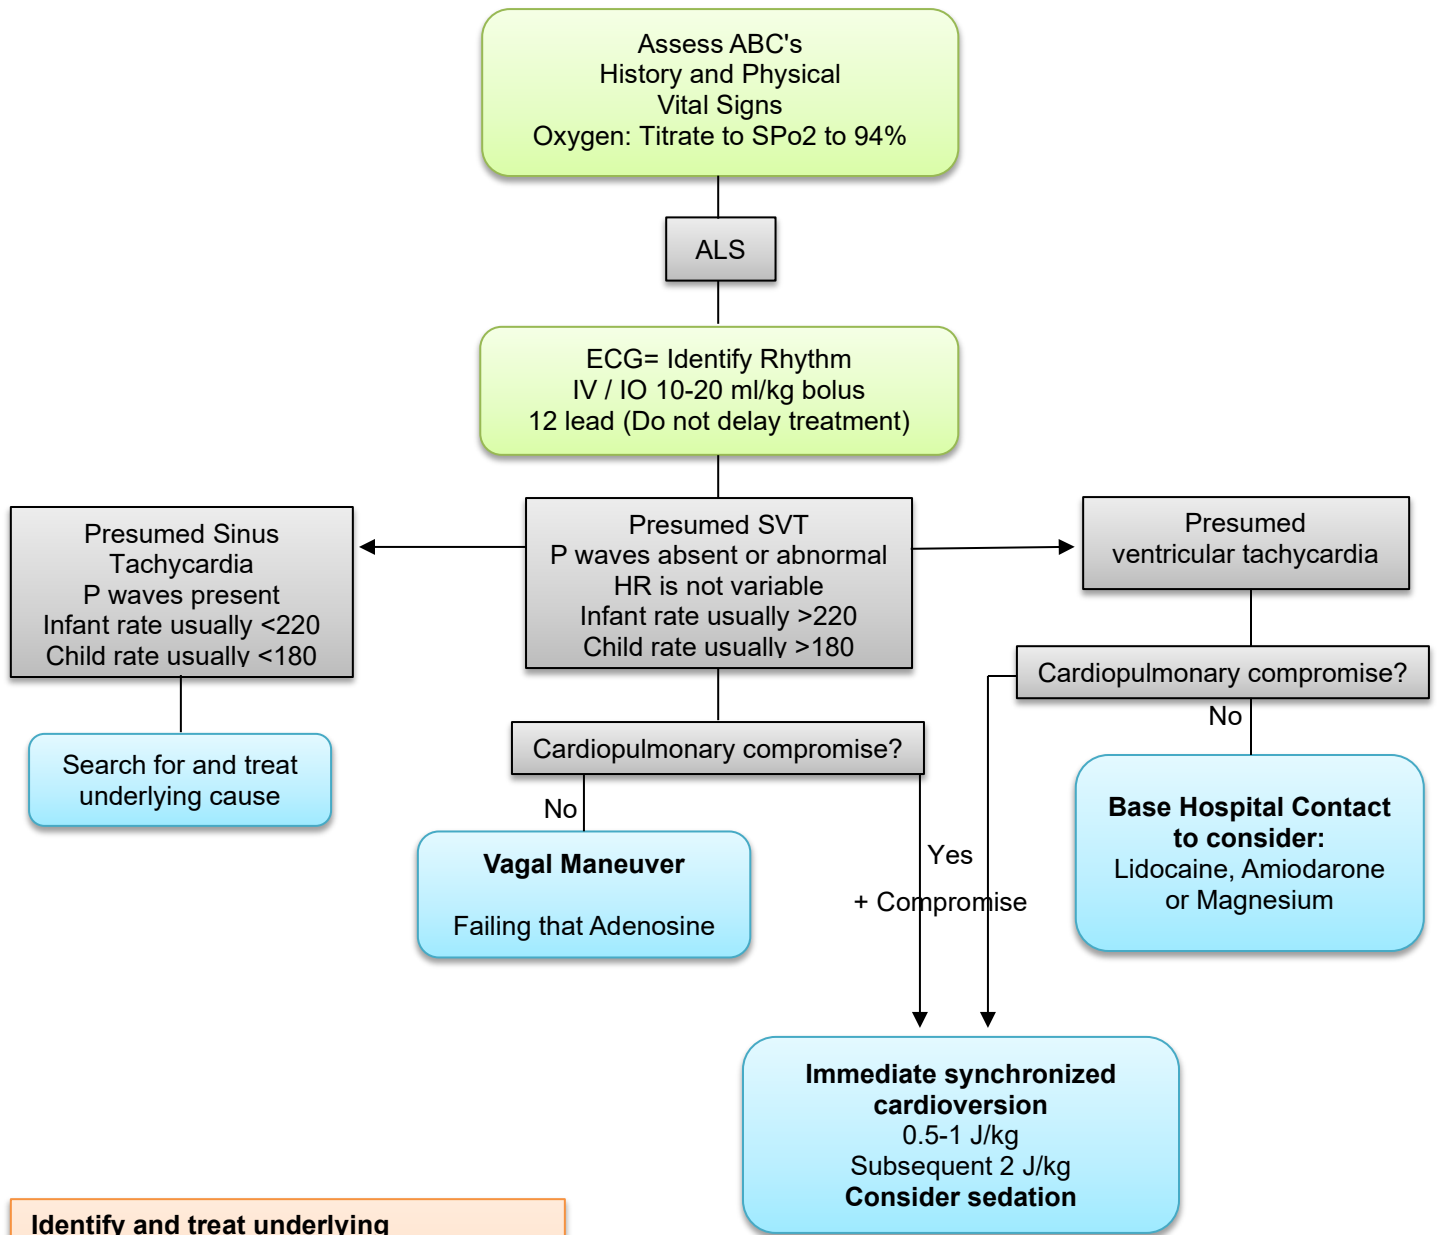 Assess ABC's
History and Physical
Vital Signs
Oxygen: Titrate to SPo2 to 94%
ALS
ECG= Identify Rhythm
IV / IO 10-20 ml/kg bolus
12 lead (Do not delay treatment)
Presumed Sinus
Tachycardia
P waves present
Infant rate usually <220
Child rate usually <180
Presumed SVT
P waves absent or abnormal
HR is not variable
Infant rate usually >220
Child rate usually >180
Presumed
ventricular tachycardia
Cardiopulmonary compromise?
No
Search for and treat
underlying cause
Cardiopulmonary compromise?
No
Vagal Maneuver
Failing that Adenosine
Yes
+ Compromise
Base Hospital Contact
to consider:
Lidocaine, Amiodarone
or Magnesium
Immediate synchronized
cardioversion
0.5-1 J/kg
Subsequent 2 J/kg
Consider sedation
Identify and treat underlying